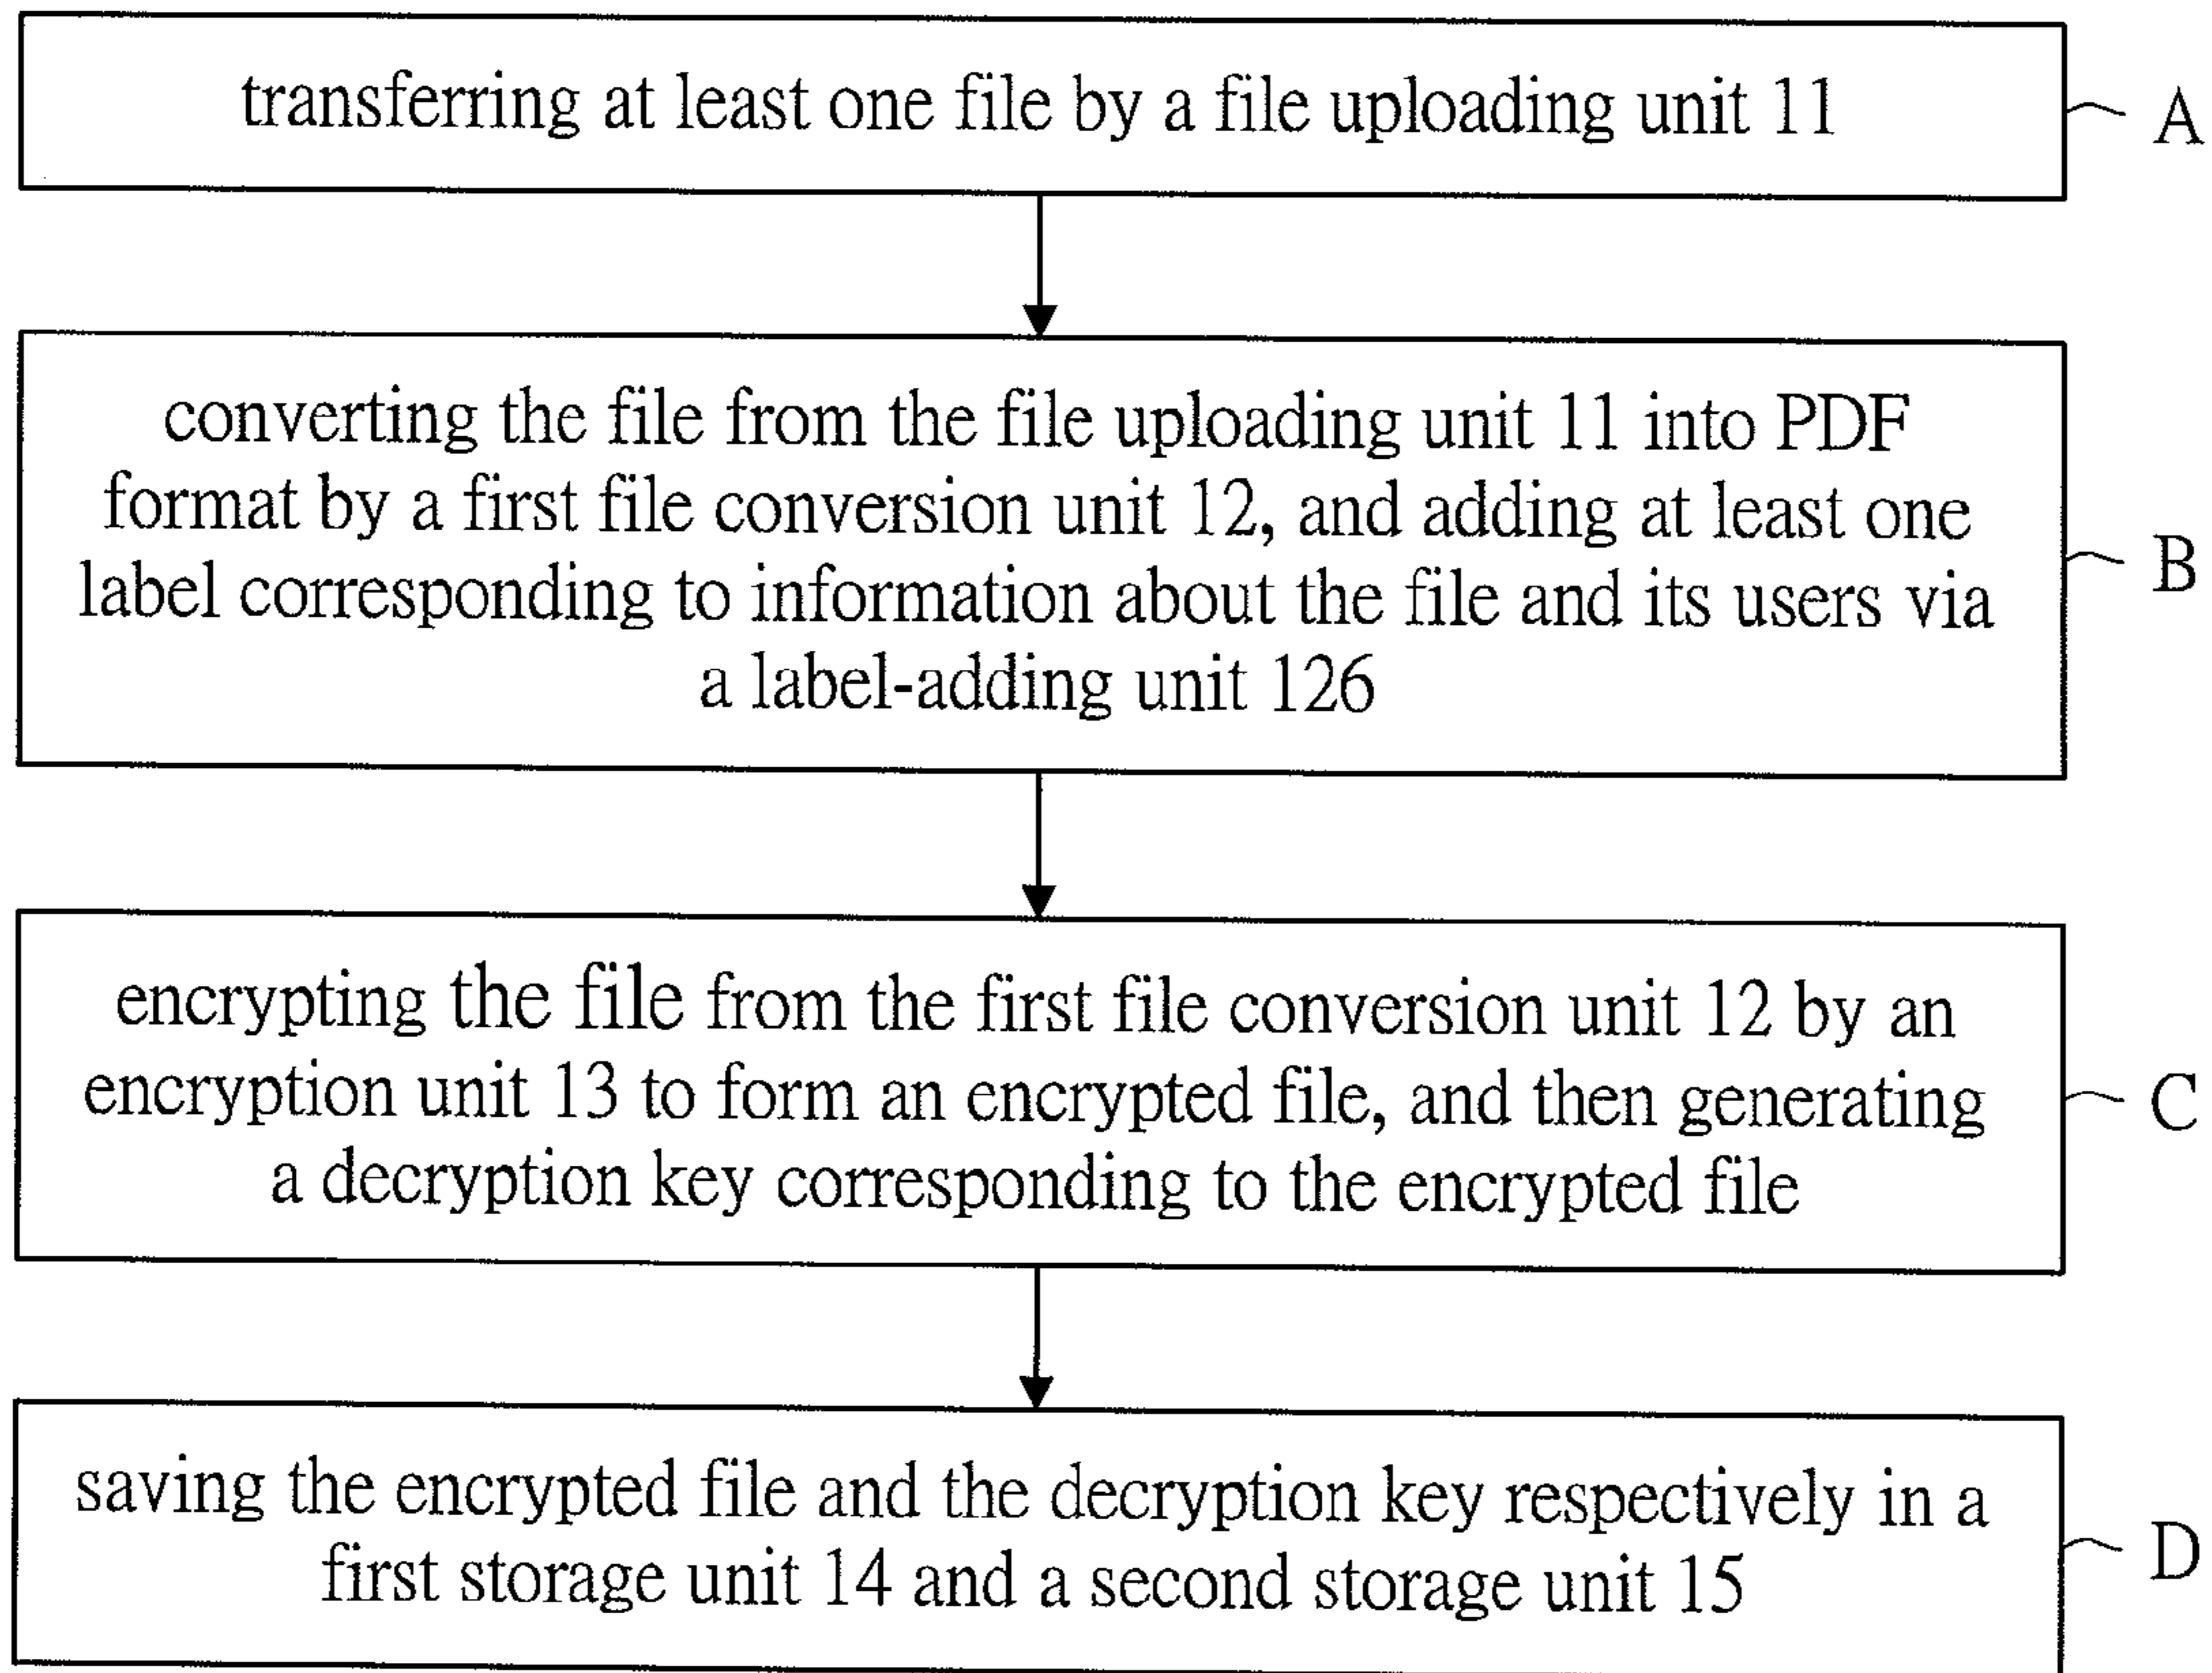 transferring at least one file by a file uploading unit 11
A
converting the file from the file uploading unit 11 into PDF
format by a first file conversion unit 12, and adding at least one
label corresponding to information about the file and its users via
a label-adding unit 126
B
encrypting the file from the first file conversion unit 12 by an
encryption unit 13 to form an encrypted file, and then generating
a decryption key corresponding to the encrypted file
C
saving the encrypted file and the decryption key respectively in a
first storage unit 14 and a second storage unit 15
D